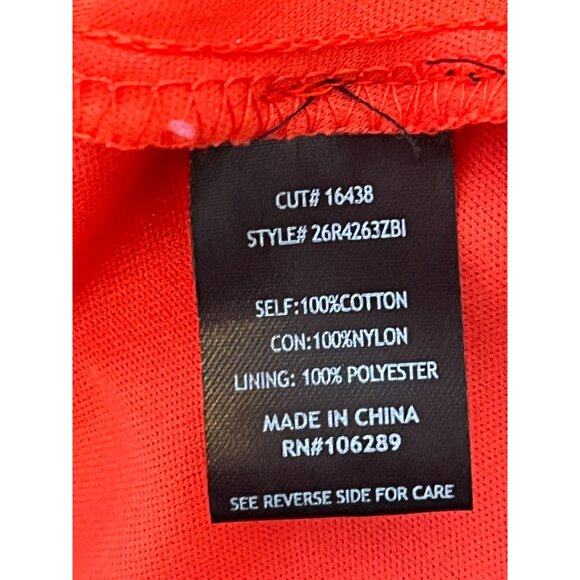 CUT# 16438
STYLE# 26R4263ZBI
SELF:100%COTTON
CON:100%NYLON
LINING: 100% POLYESTER
MADE IN CHINA
RN#106289
SEE REVERSE SIDE FOR CARE